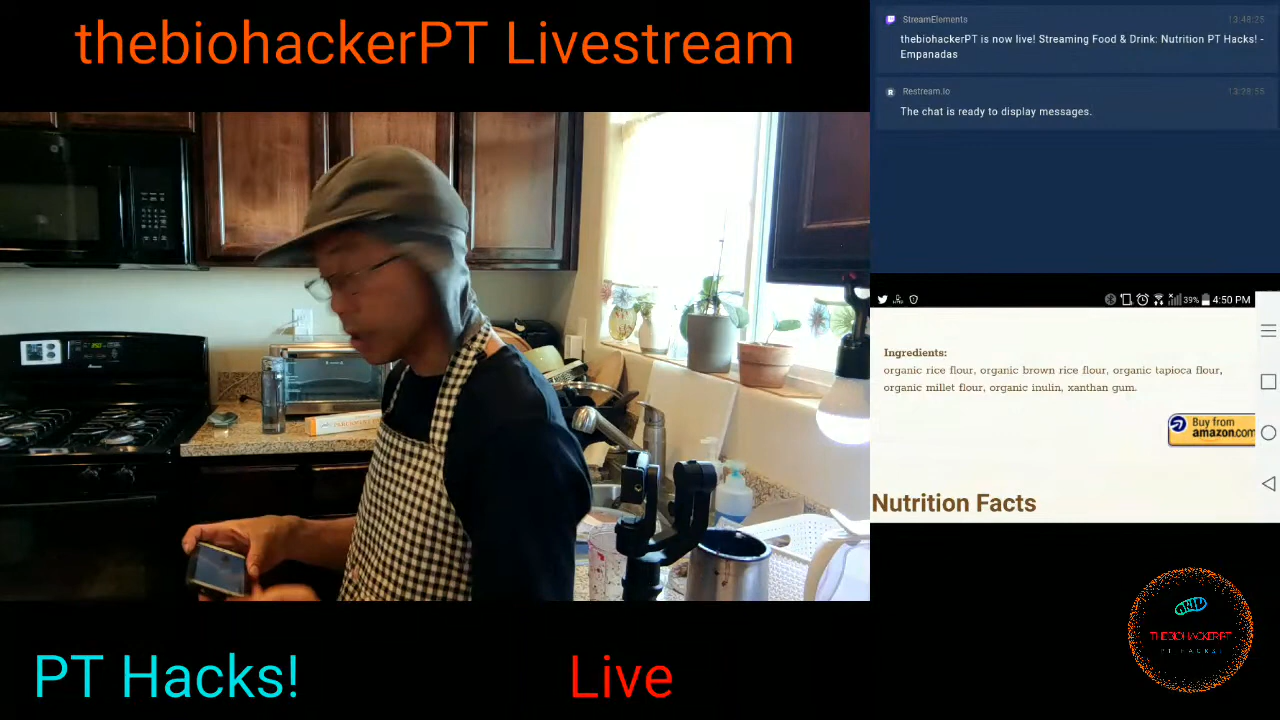 thebiohackerPT Livestream
StreamElements
13:48:25
thebiohackerPT is now live! Streaming Food & Drink: Nutrition PT Hacks! -
Empanadas
Restream.io
13:28:55
The chat is ready to display messages.
39% 4:50 PM
Ingredients:
organic rice flour, organic brown rice flour, organic tapioca flour,
organic millet flour, organic inulin, xanthan gum.
Buy from
amazon.com
Nutrition Facts
THEBIOHACKERPT
PT HACKS!
PT Hacks!
Live